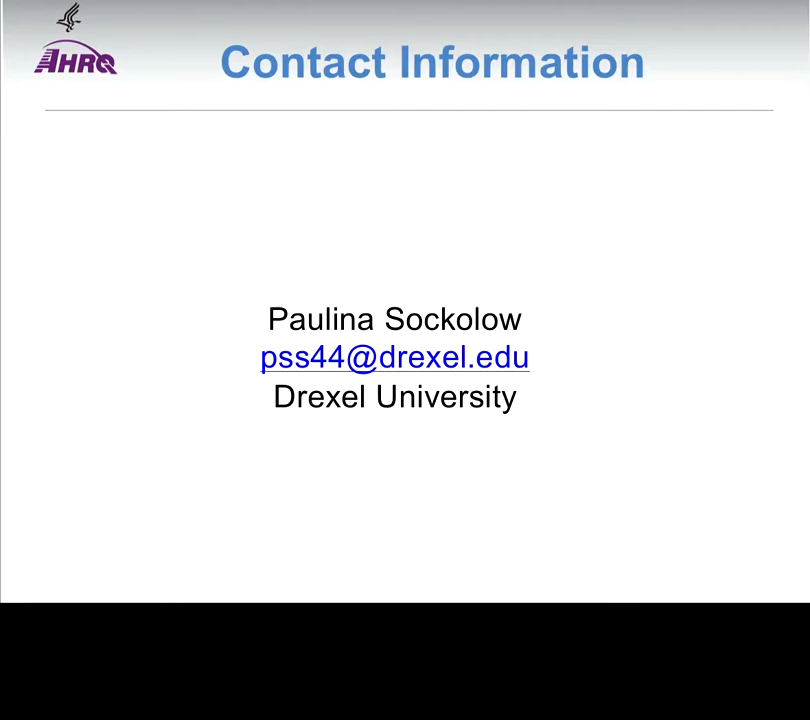 AHRQ
Contact Information
Paulina Sockolow
pss44@drexel.edu
Drexel University